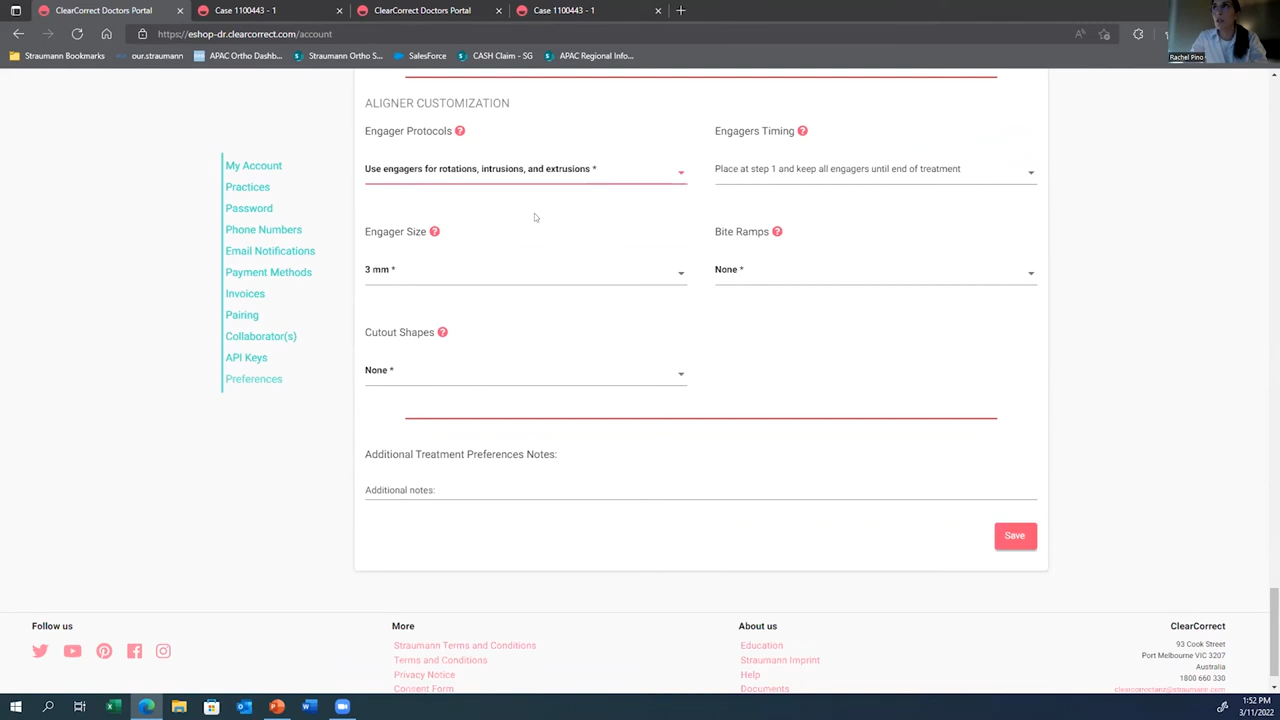 ClearCorrect Doctors Portal
Case 1100443 - 1
ClearCorrect Doctors Portal
Case 1100443 - 1
https://eshop-dr.clearcorrect.com/account
Straumann Bookmarks
our.straumann
APAC Ortho Dashb...
Straumann Ortho S...
SalesForce
CASH Claim - SG
APAC Regional Info...
Rachel Pino
ALIGNER CUSTOMIZATION
Engager Protocols ?
Engagers Timing ?
Use engagers for rotations, intrusions, and extrusions *
Place at step 1 and keep all engagers until end of treatment
Engager Size ?
Bite Ramps ?
3 mm *
None *
Cutout Shapes ?
None *
My Account
Practices
Password
Phone Numbers
Email Notifications
Payment Methods
Invoices
Pairing
Collaborator(s)
API Keys
Preferences
Additional Treatment Preferences Notes:
Additional notes:
Save
Follow us
More
Straumann Terms and Conditions
Terms and Conditions
Privacy Notice
Consent Form
About us
Education
Straumann Imprint
Help
Documents
ClearCorrect
93 Cook Street
Port Melbourne VIC 3207
Australia
1800 660 330
clearcorrectanz@straumann.com
1:52 PM
3/11/2022